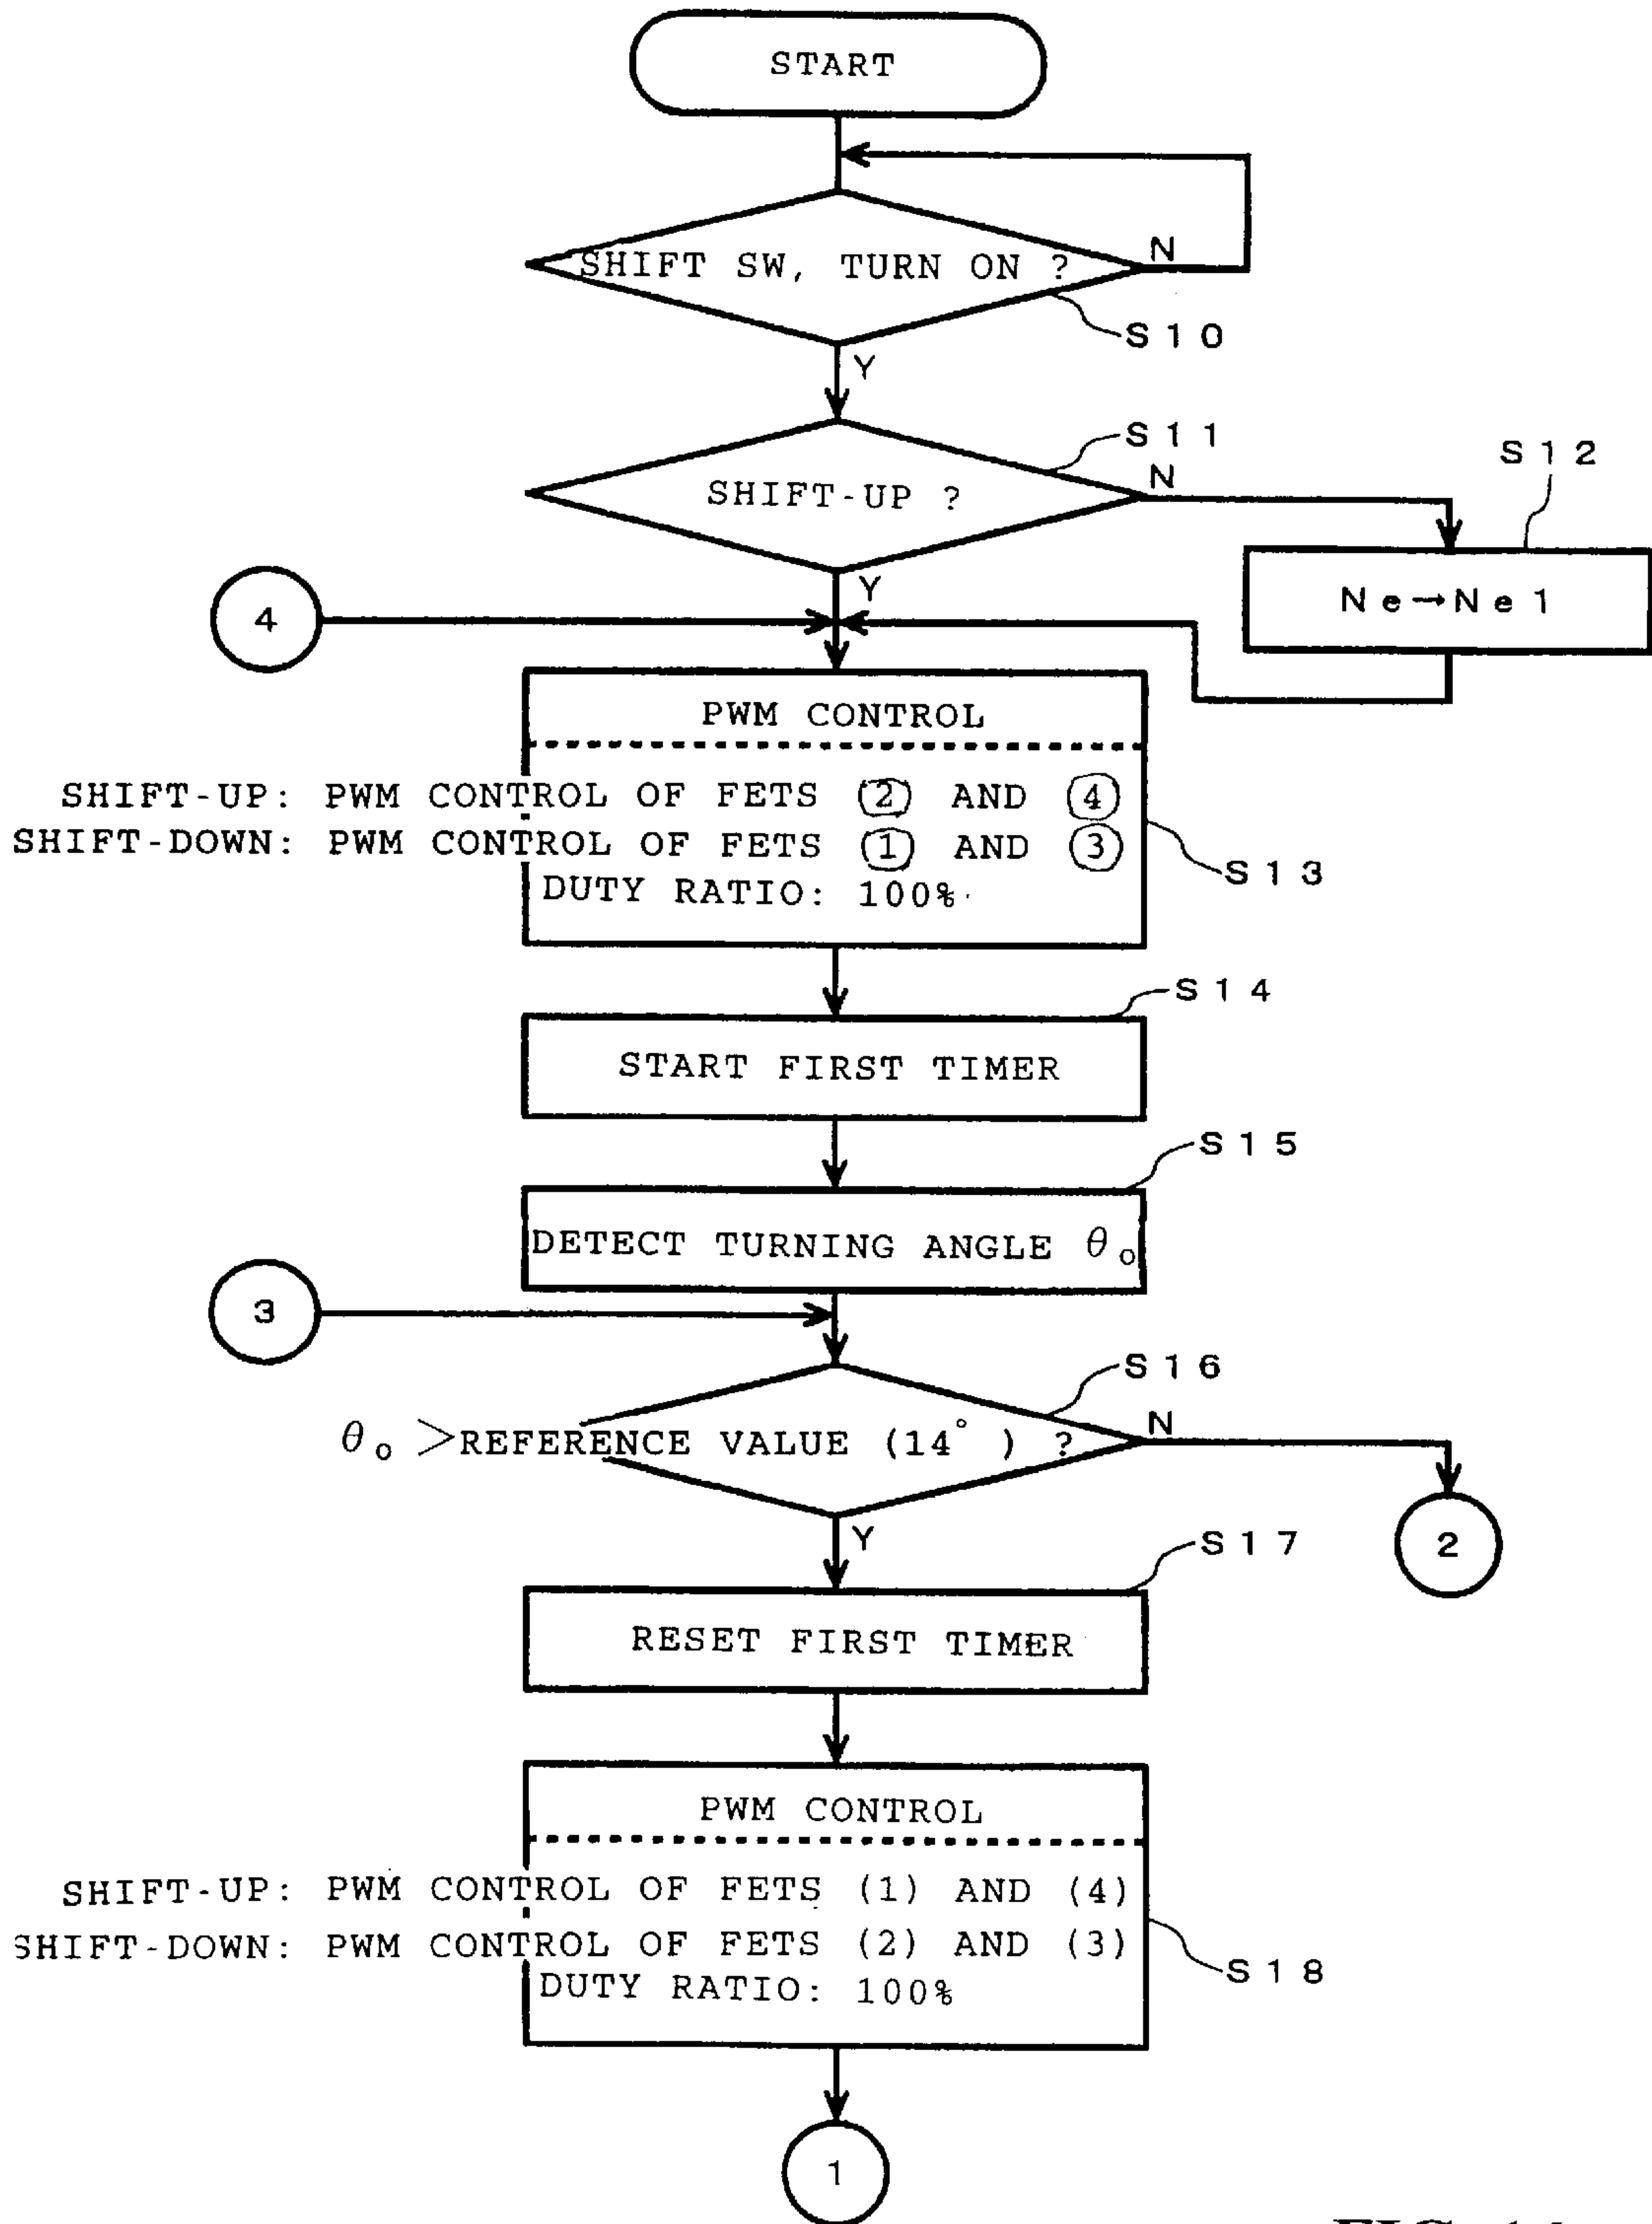 START
SHIFT SW, TURN ON ?
N
S10
Y
S11
SHIFT-UP ?
N
S12
Ne→Ne1
Y
4
PWM CONTROL
SHIFT-UP: PWM CONTROL OF FETS ② AND ④
SHIFT-DOWN: PWM CONTROL OF FETS ① AND ③
DUTY RATIO: 100%
S13
S14
START FIRST TIMER
S15
DETECT TURNING ANGLE θo
3
S16
θo >REFERENCE VALUE (14° ) ?
N
Y
2
S17
RESET FIRST TIMER
PWM CONTROL
SHIFT-UP: PWM CONTROL OF FETS (1) AND (4)
SHIFT-DOWN: PWM CONTROL OF FETS (2) AND (3)
DUTY RATIO: 100%
S18
1